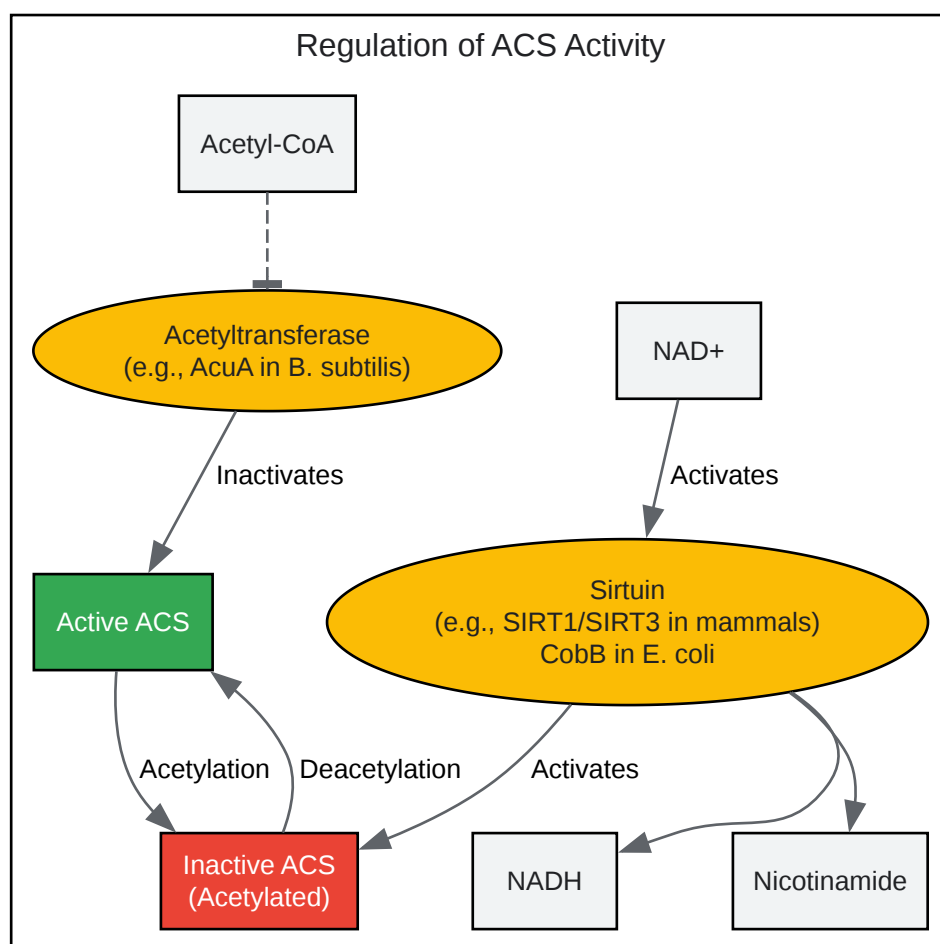 Regulation of ACS Activity
Acetyl-CoA
Acetyltransferase
(e.g., AcuA in B. subtilis)
NAD+
Inactivates
Activates
Active ACS
Sirtuin
(e.g., SIRT1/SIRT3 in mammals)
CobB in E. coli
Acetylation
Deacetylation
Activates
Inactive ACS
(Acetylated)
NADH
Nicotinamide